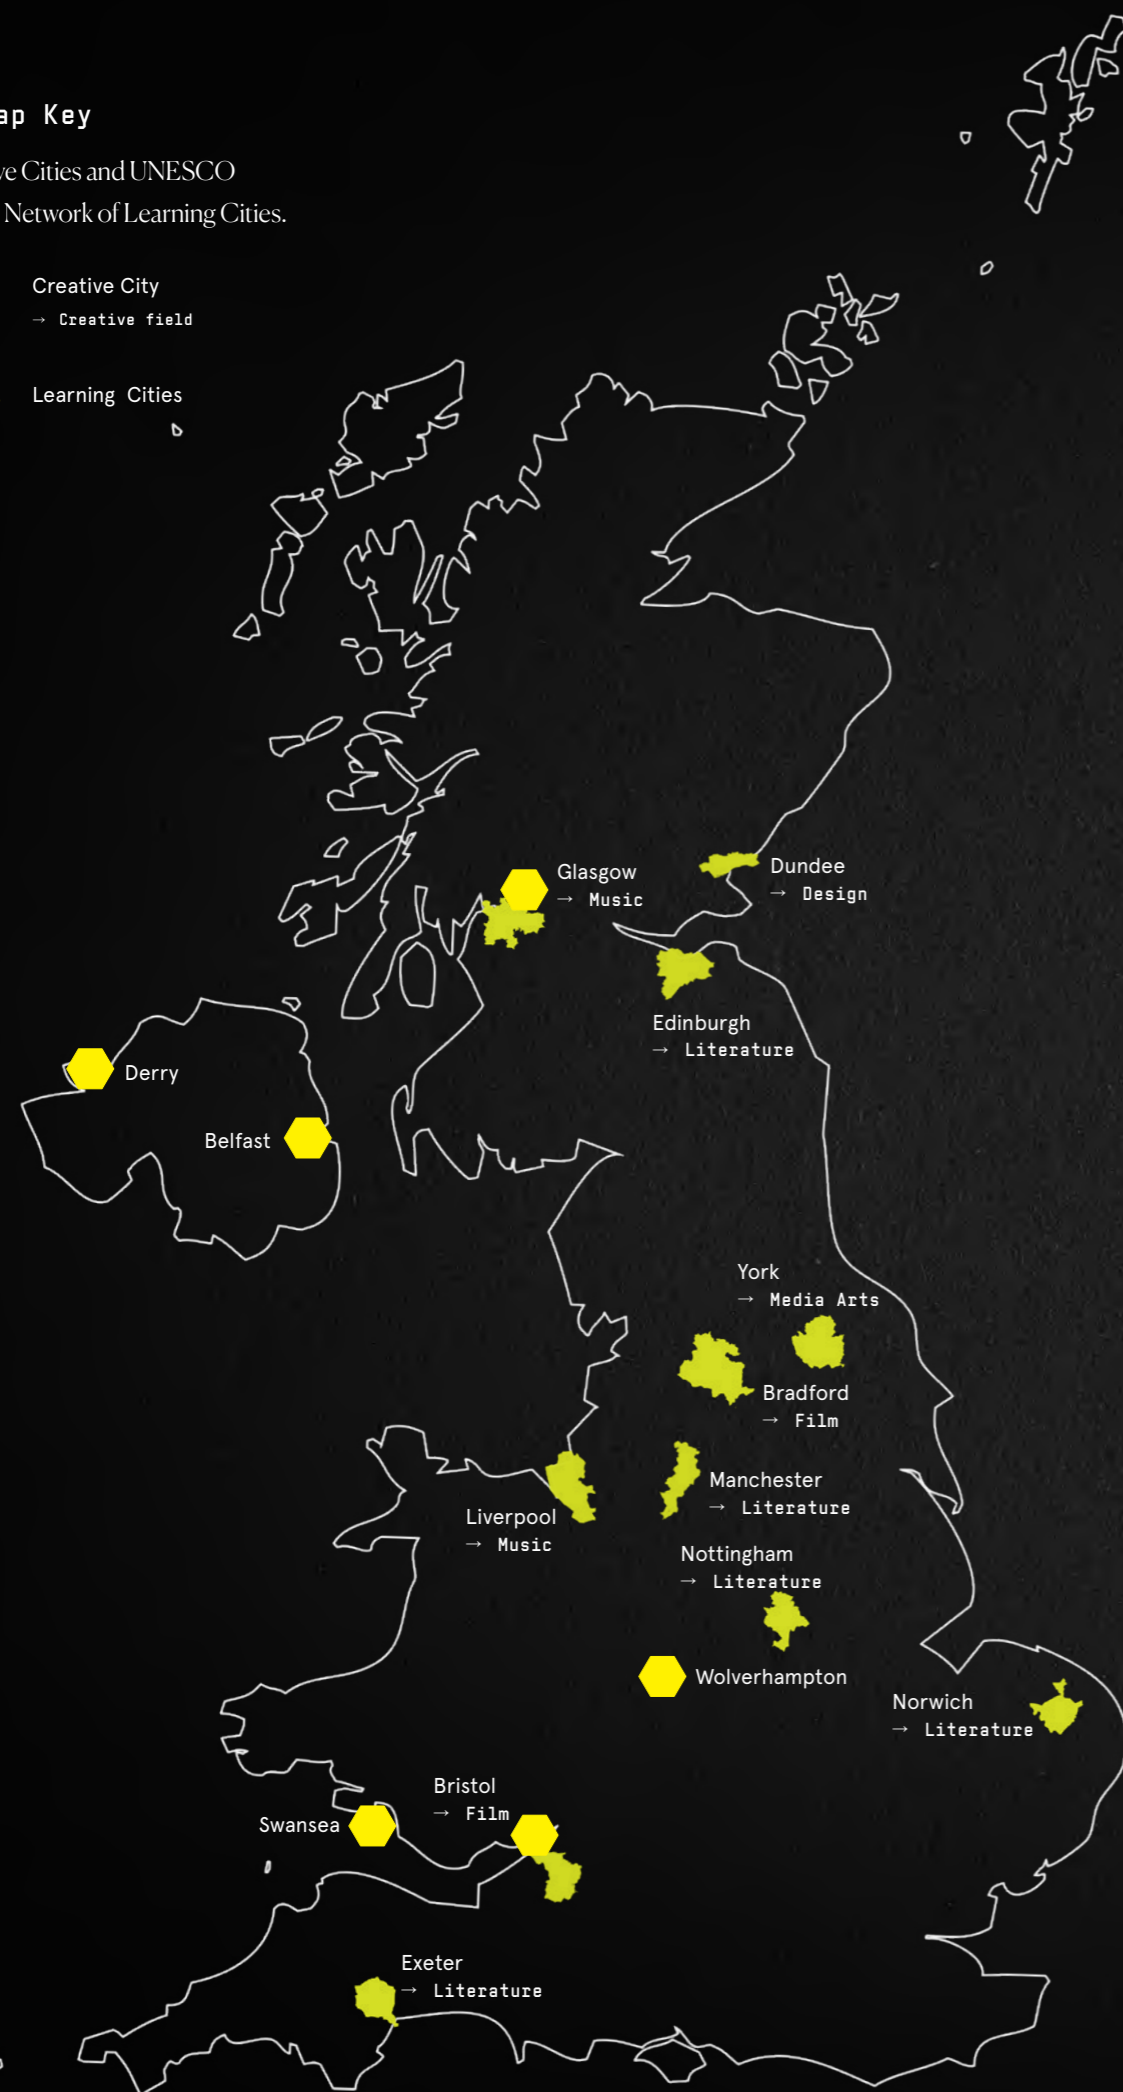 ap Key
ve Cities and UNESCO
Network of Learning Cities.
Creative City
→ Creative field
Learning Cities
Glasgow
→ Music
Dundee
→ Design
Edinburgh
→ Literature
Derry
Belfast
York
→ Media Arts
Bradford
→ Film
Manchester
→ Literature
Liverpool
→ Music
Nottingham
→ Literature
Wolverhampton
Norwich
→ Literature
Bristol
→ Film
Swansea
Exeter
→ Literature